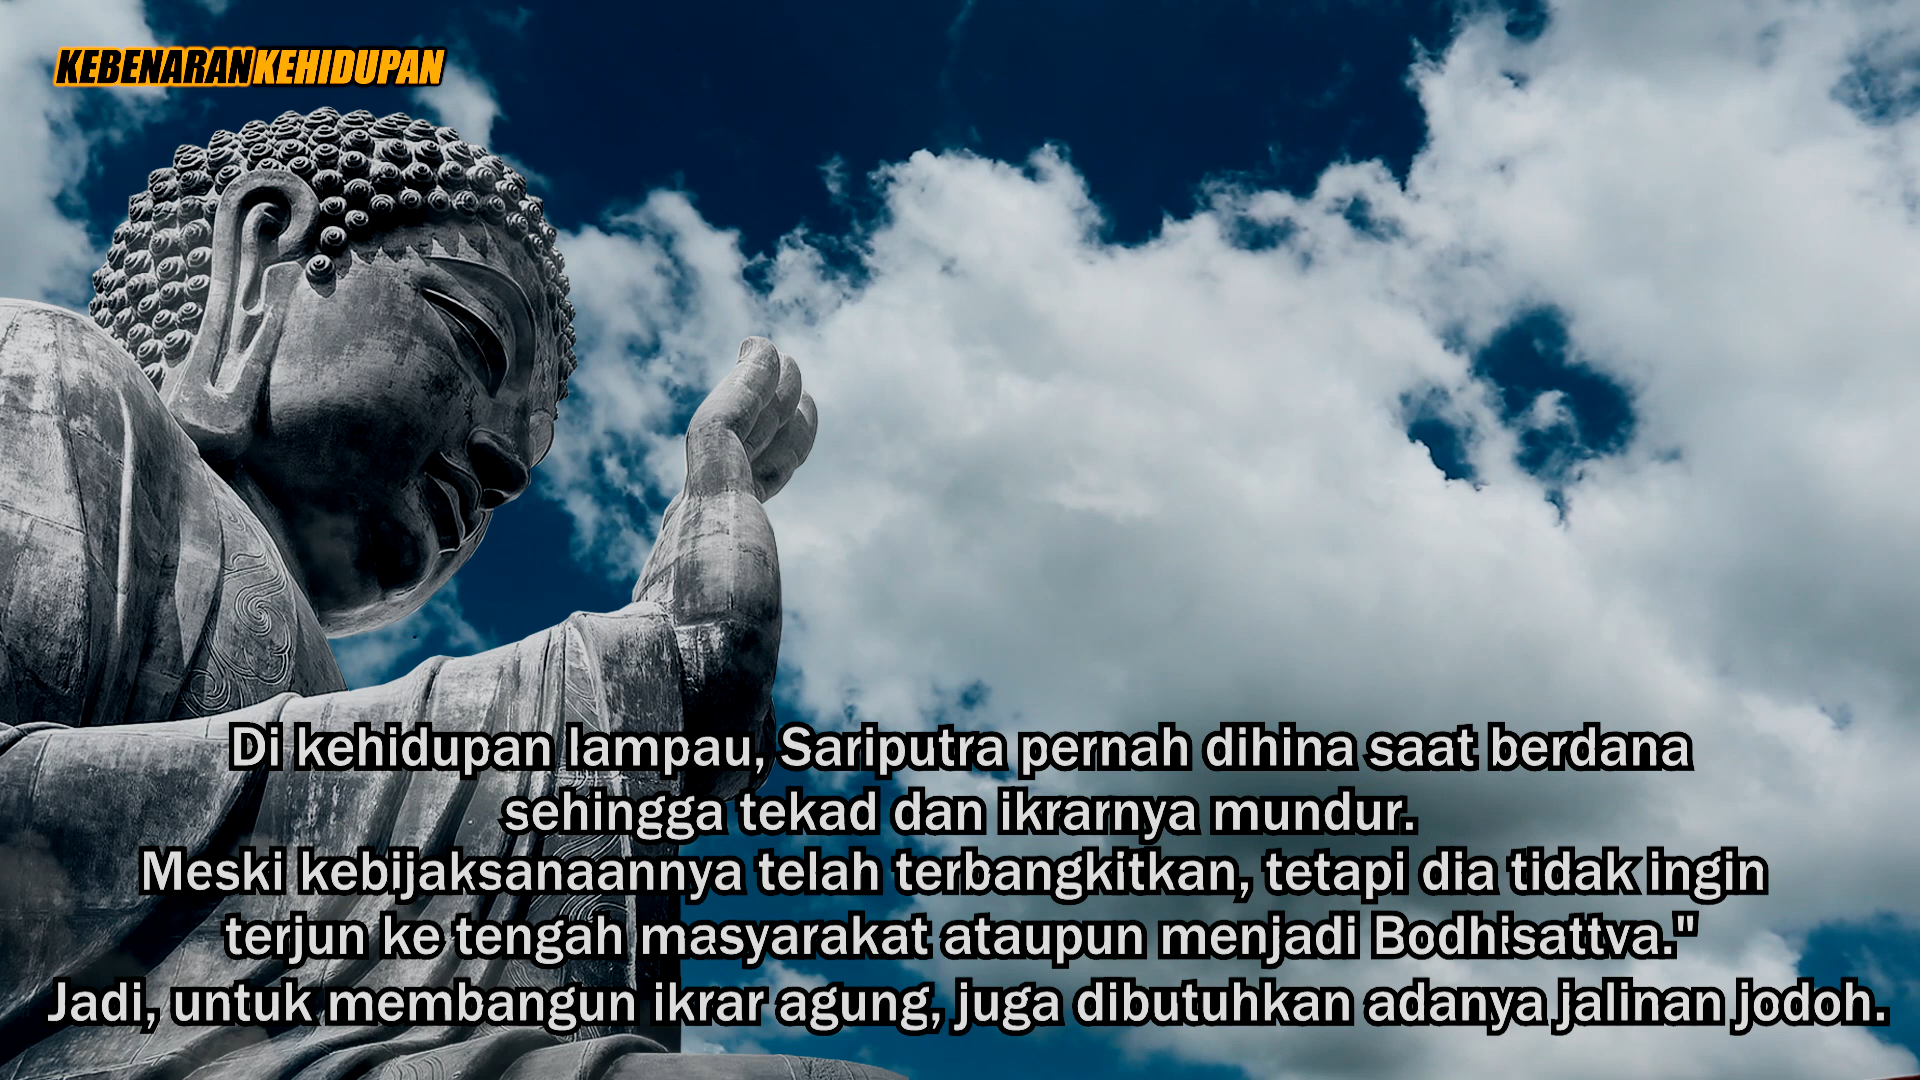 KEBENARANKEHIDUPAN
Di kehidupan lampau, Sariputra pernah dihina saat berdana
sehingga tekad dan ikrarnya mundur.
Meski kebijaksanaannya telah terbangkitkan, tetapi dia tidak ingin
terjun ke tengah masyarakat ataupun menjadi Bodhisattva."
Jadi, untuk membangun ikrar agung, juga dibutuhkan adanya jalinan jodoh.